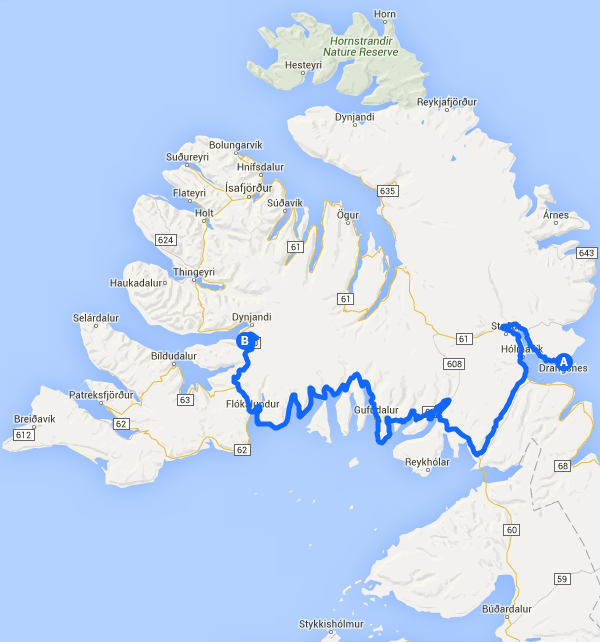 Horn
Hornstrandir
Nature Reserve
Hesteyri
Reykjafjörður
Dynjandi
Bolungarvík
Suðureyri
Hnífsdalur
Ísafjörður
635
Flateyri
Súðavík
Holt
Ögur
Árnes
624
61
643
Thingeyri
Haukadalur
61
Selárdalur
Dynjandi
B
61
Hólmavík
A
Bíldudalur
608
Drangsnes
Patreksfjörður
63
Flókalundur
Gufudalur
Breiðavík
62
612
62
Reykhólar
68
60
59
Búðardalur
Stykkishólmur